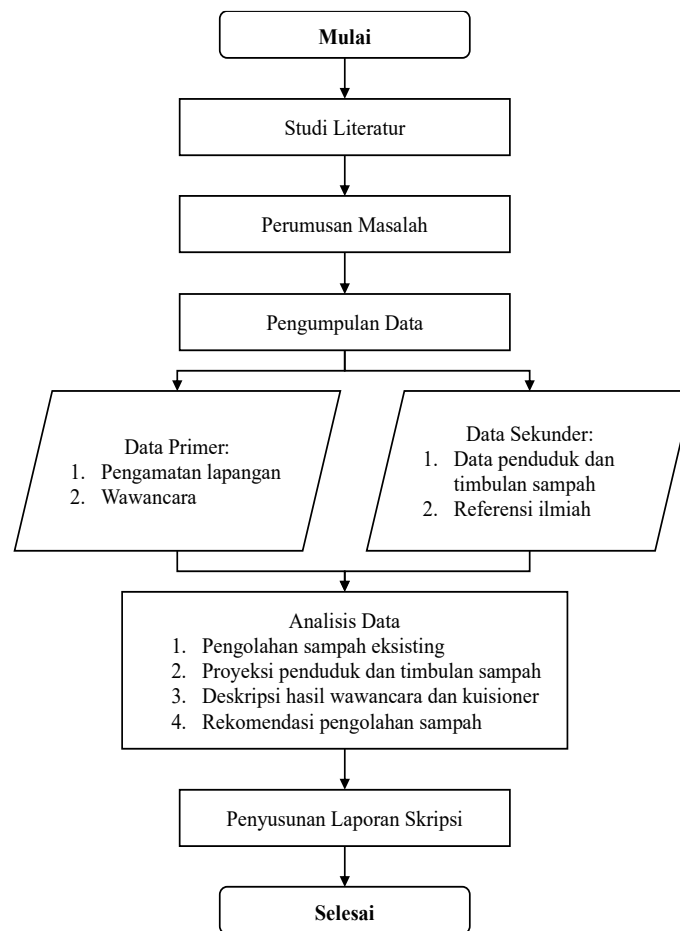 Mulai
Studi Literatur
Perumusan Masalah
Pengumpulan Data
Data Primer:
1. Pengamatan lapangan
2. Wawancara
Data Sekunder:
1. Data penduduk dan
timbulan sampah
2. Referensi ilmiah
Analisis Data
1. Pengolahan sampah eksisting
2. Proyeksi penduduk dan timbulan sampah
3. Deskripsi hasil wawancara dan kuisioner
4. Rekomendasi pengolahan sampah
Penyusunan Laporan Skripsi
Selesai